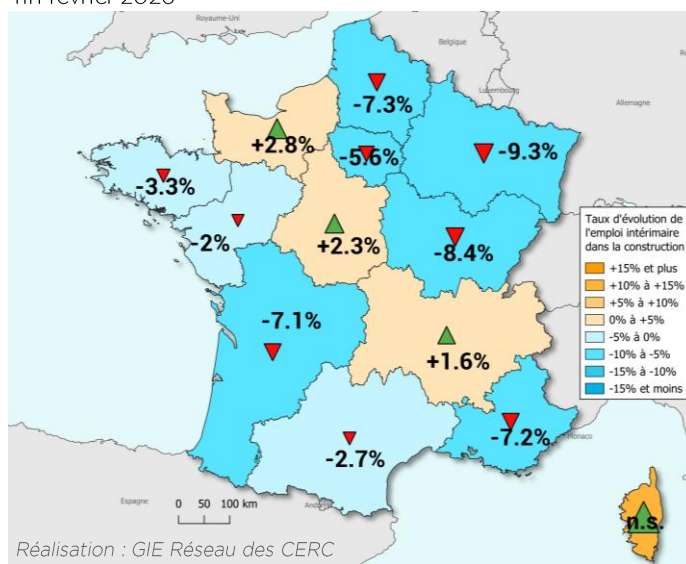 fin février 2026
Royaume-Uni
Belgique
Luxembourg
Allemagne
-7.3%
+2.8%
-5.6%
-9.3%
-3.3%
-2%
+2.3%
-8.4%
-7.1%
+1.6%
-2.7%
-7.2%
Monaco
n.s.
Taux d'évolution de
l'emploi intérimaire
dans la construction
+15% et plus
+10% à +15%
+5% à +10%
0% à +5%
-5% à 0%
-10% à -5%
-15% à -10%
-15% et moins
Espagne
0 50 100 km
Réalisation : GIE Réseau des CERC